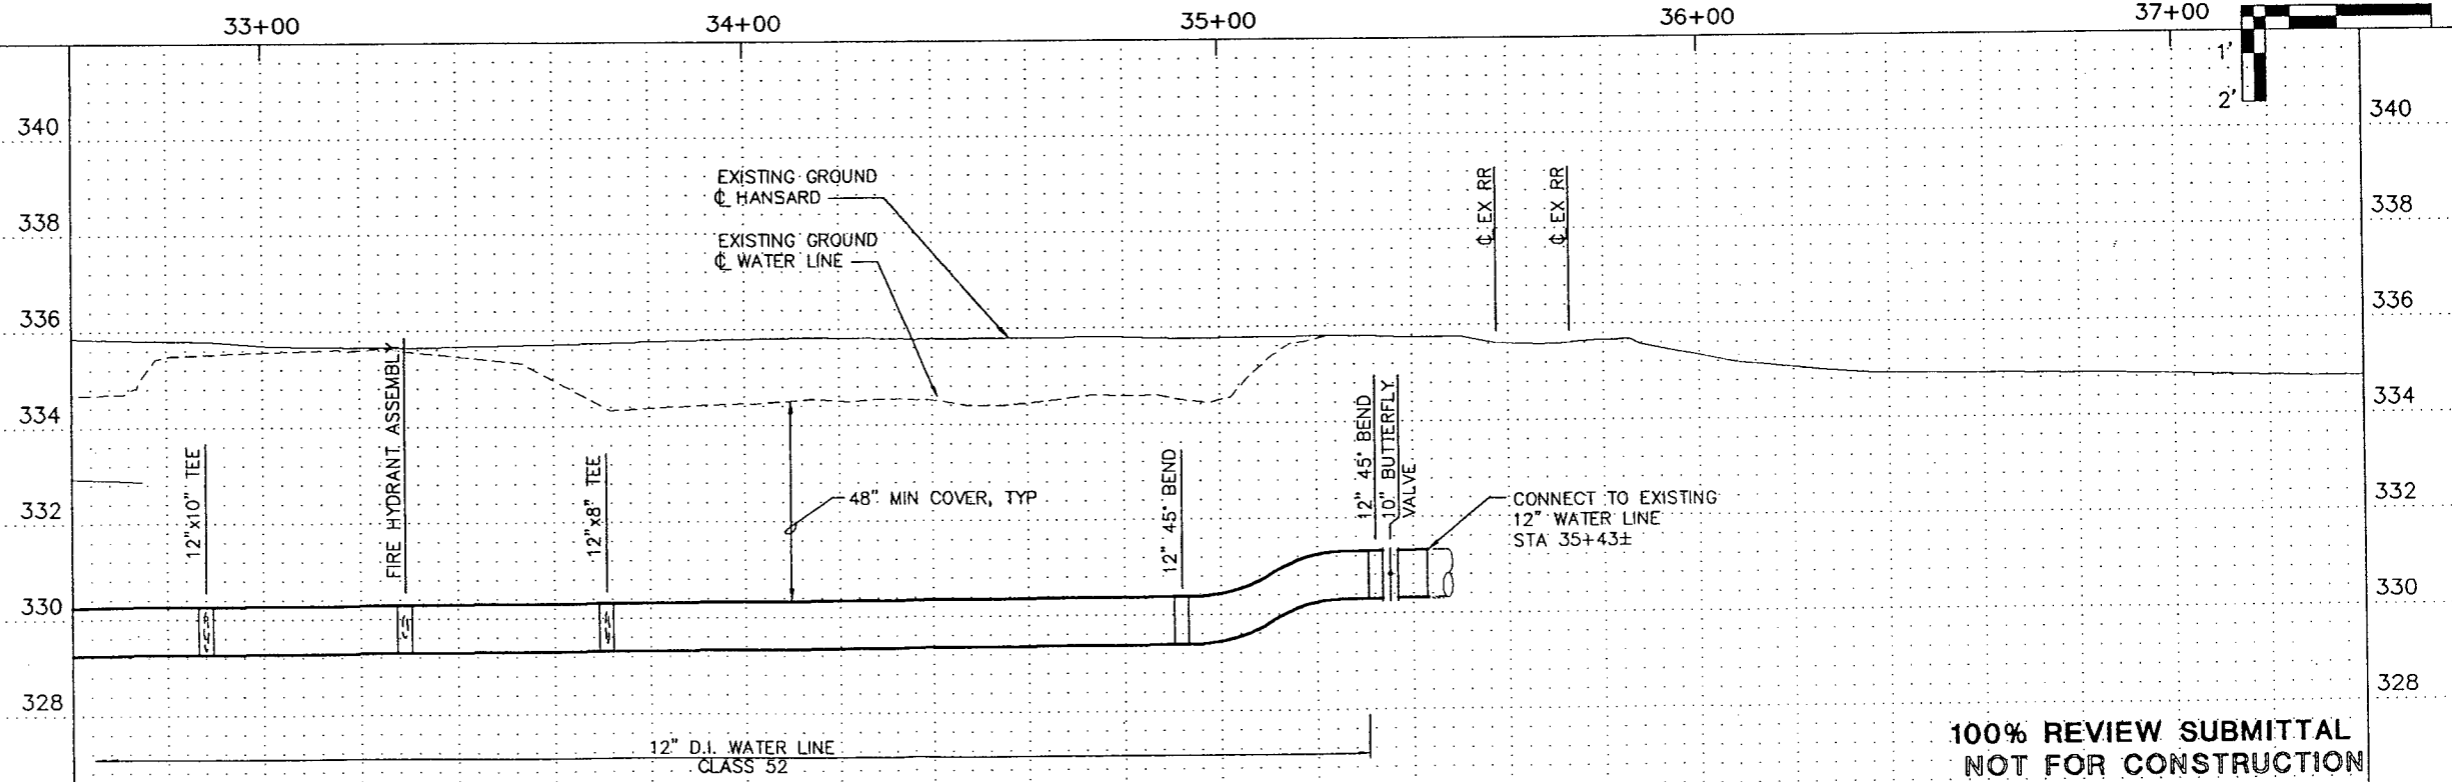 33+00 34+00 35+00 36+00 37+00
1'
2'
340 340
EXISTING GROUND
℄ HANSARD
℄ EX RR
℄ EX RR
338 338
EXISTING GROUND
℄ WATER LINE
336 336
FIRE HYDRANT ASSEMBLY
334 334
12"x10" TEE
12"x8" TEE
12" 45° BEND
12" 45° BEND
10" BUTTERFLY
VALVE
48" MIN COVER, TYP
CONNECT TO EXISTING
12" WATER LINE
STA 35+43±
332 332
330 330
328 328
12" D.I. WATER LINE
CLASS 52
100% REVIEW SUBMITTAL
NOT FOR CONSTRUCTION